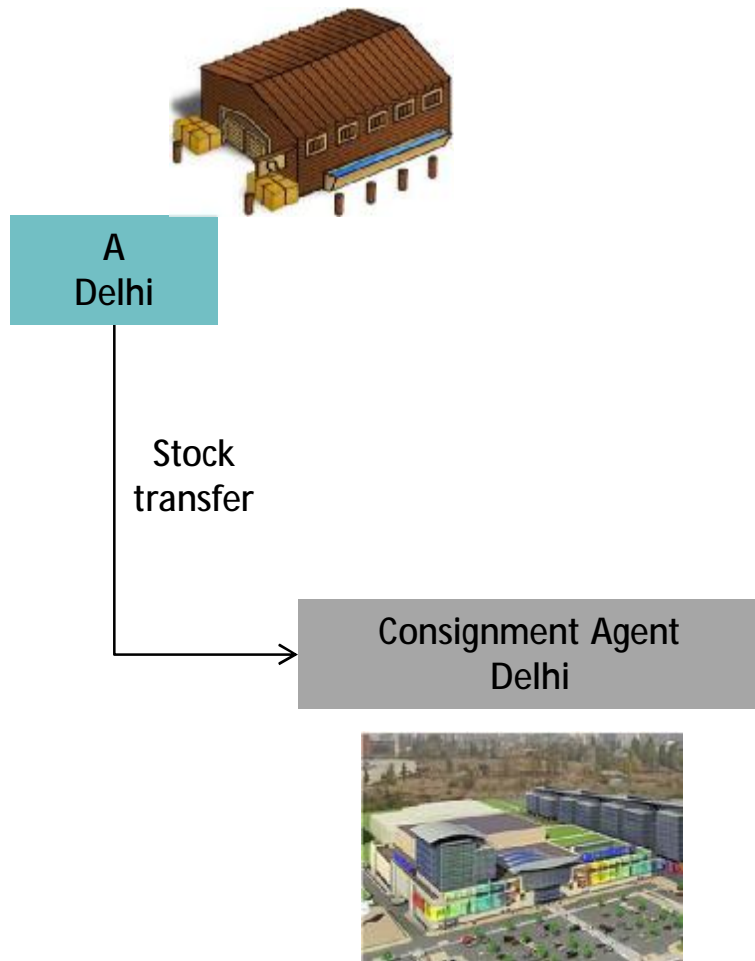 A
Delhi
Stock
transfer
Consignment Agent
Delhi